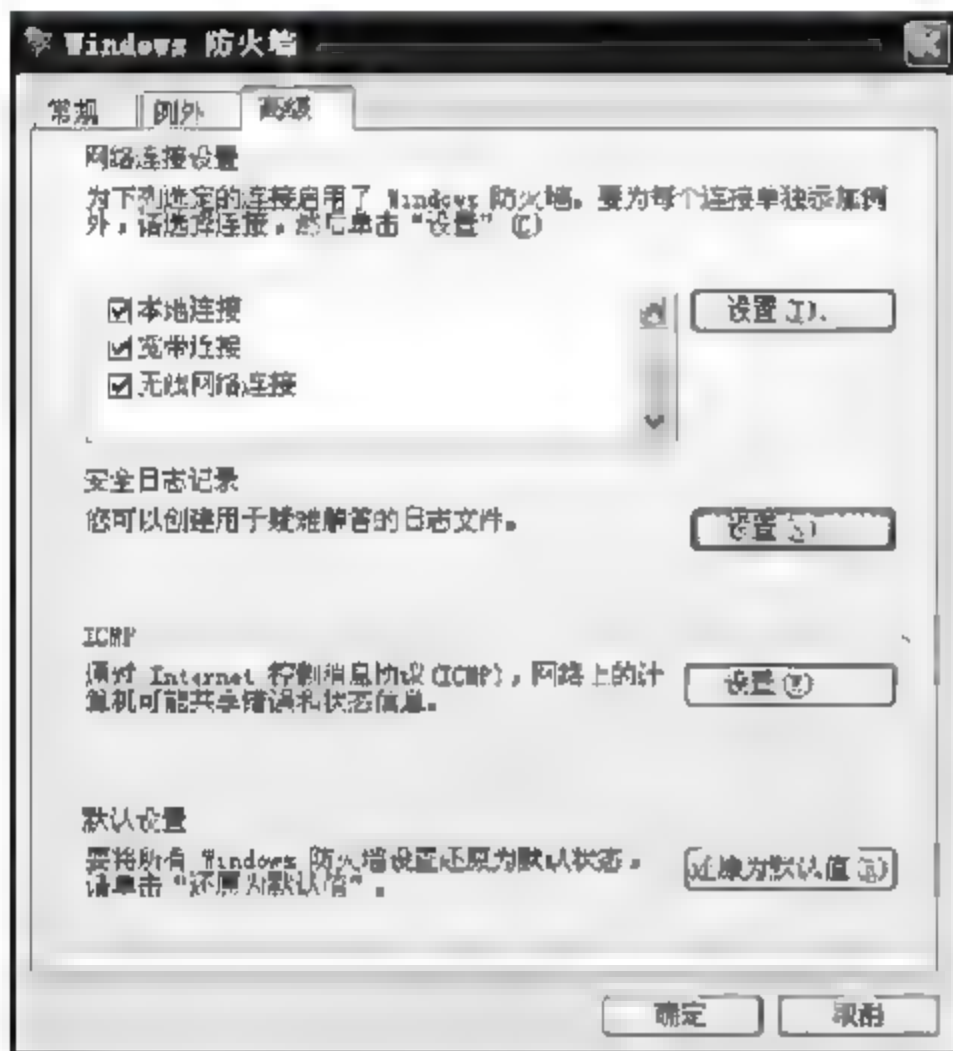 Windows 防火墙
常规
例外
高级
网络连接设置
为下列选定的连接启用了 Windows 防火墙。要为每个连接单独添加例
外，请选择连接，然后单击“设置”
本地连接
宽带连接
无线网络连接
设置
安全日志记录
您可以创建用于疑难解答的日志文件。
设置
ICMP
通过 Internet 控制消息协议(ICMP)，网络上的计
算机可能共享错误和状态信息。
设置
默认设置
要将所有 Windows 防火墙设置还原为默认状态，
请单击“还原为默认值”。
还原为默认值
确定
取消